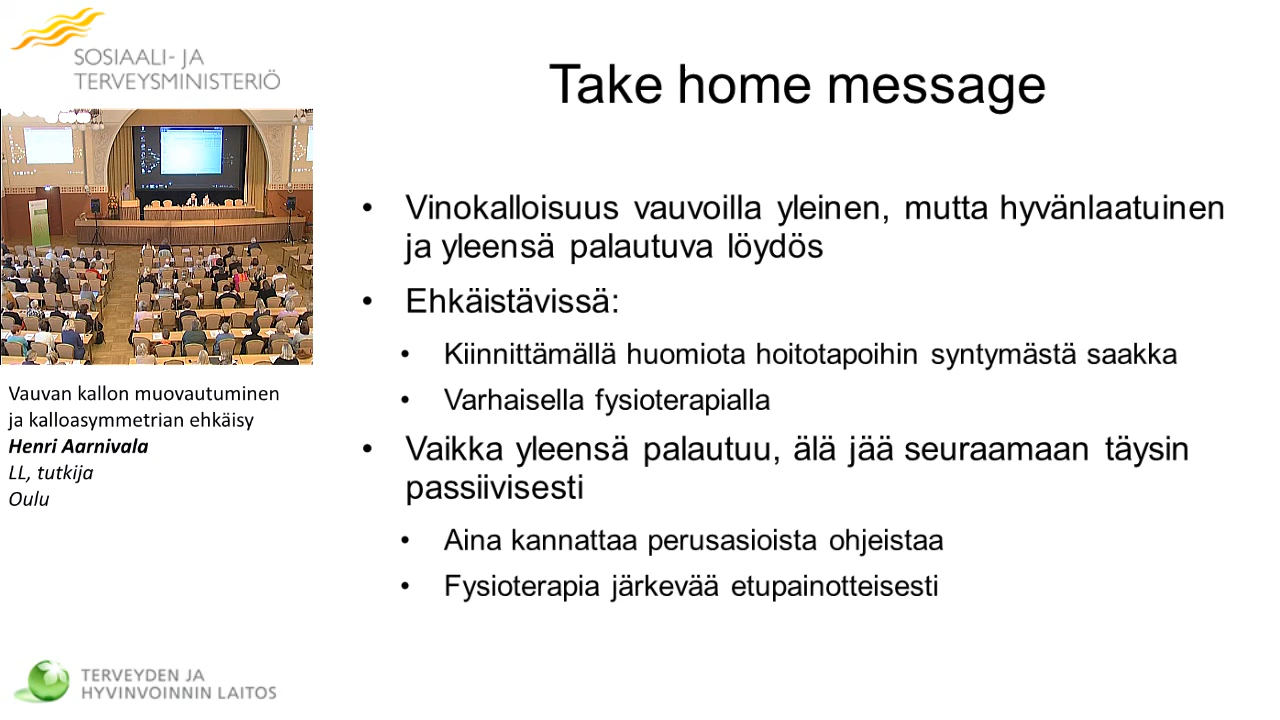 SOSIAALI- JA
TERVEYSMINISTERIÖ
Vauvan kallon muovautuminen
ja kalloasymmetrian ehkäisy
Henri Aarnivala
LL, tutkija
Oulu
TERVEYDEN JA
HYVINVOINNIN LAITOS
Take home message
• Vinokalloisuus vauvoilla yleinen, mutta hyvänlaatuinen
ja yleensä palautuva löydös
• Ehkäistävissä:
• Kiinnittämällä huomiota hoitotapoihin syntymästä saakka
• Varhaisella fysioterapialla
• Vaikka yleensä palautuu, älä jää seuraamaan täysin
passiivisesti
• Aina kannattaa perusasioista ohjeistaa
• Fysioterapia järkevää etupainotteisesti